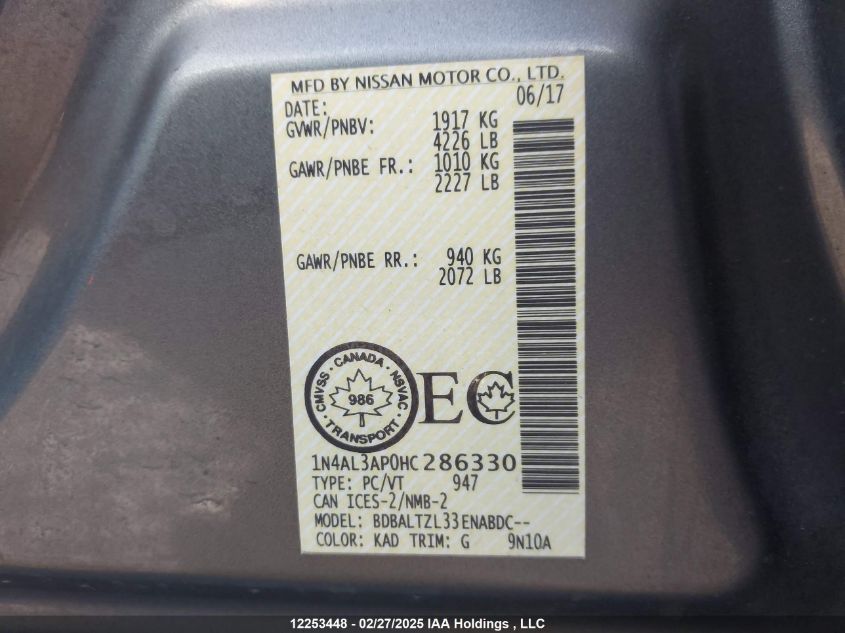 MFD BY NISSAN MOTOR CO., LTD.
DATE: 06/17
GVWR/PNBV: 1917 KG
4226 LB
GAWR/PNBE FR.: 1010 KG
2227 LB
GAWR/PNBE RR.: 940 KG
2072 LB
CMVSS · CANADA · NSVAC · TRANSPORT ·
986
EC
1N4AL3AP0HC286330
TYPE: PC/VT 947
CAN ICES-2/NMB-2
MODEL: BDBALTZL33ENABDC--
COLOR: KAD TRIM: G 9N10A
12253448 - 02/27/2025 IAA Holdings , LLC